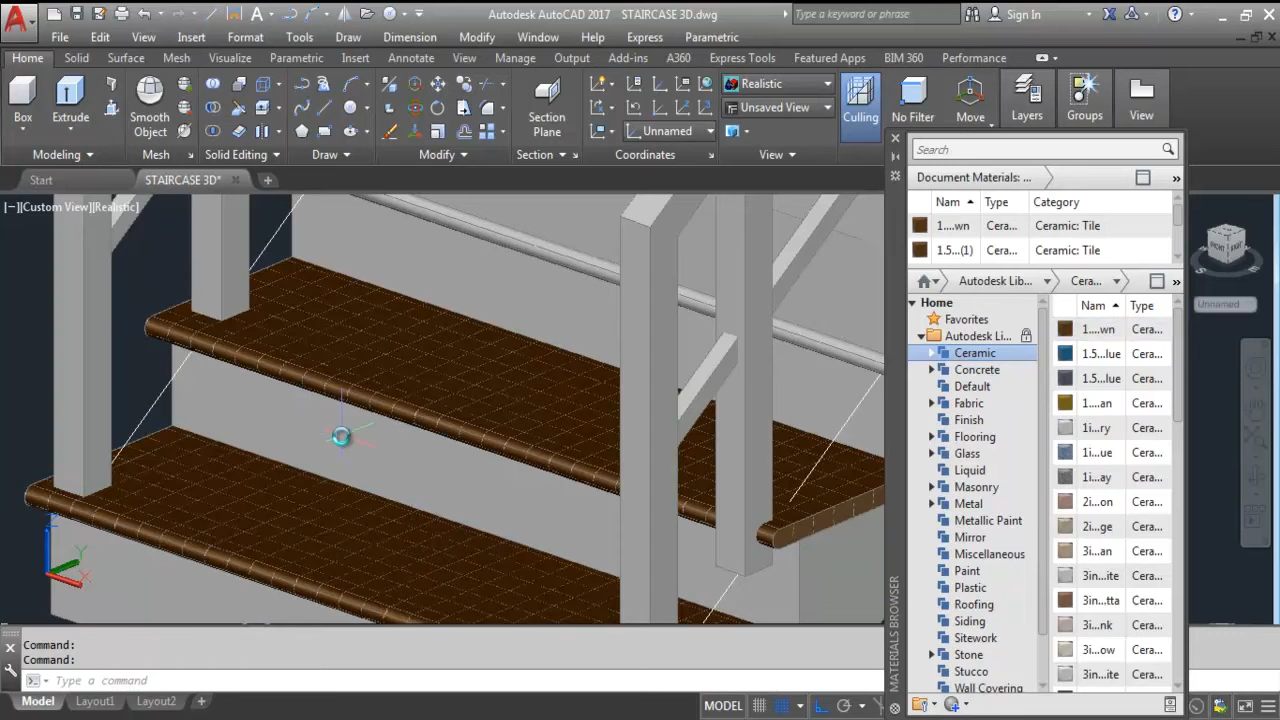 Autodesk AutoCAD 2017 STAIRCASE 3D.dwg
Type a keyword or phrase
Sign In
File Edit View Insert Format Tools Draw Dimension Modify Window Help Express Parametric
Home Solid Surface Mesh Visualize Parametric Insert Annotate View Manage Output Add-ins A360 Express Tools Featured Apps BIM 360 Performance
Box
Extrude
Smooth
Object
Section
Plane
Unnamed
Realistic
Unsaved View
Culling
No Filter
Move
Layers
Groups
View
Modeling
Mesh
Solid Editing
Draw
Modify
Section
Coordinates
View
Start
STAIRCASE 3D*
[–][Custom View][Realistic]
FRONT
Unnamed
X
Y
Search
Document Materials: ...
Nam Type Category
1....wn Cera... Ceramic: Tile
1.5...(1) Cera... Ceramic: Tile
Autodesk Lib... Cera...
Home
Favorites
Autodesk Li...
Ceramic
Concrete
Default
Fabric
Finish
Flooring
Glass
Liquid
Masonry
Metal
Metallic Paint
Mirror
Miscellaneous
Paint
Plastic
Roofing
Siding
Sitework
Stone
Stucco
Wall Covering
Nam Type
1....wn Cera...
1.5...lue Cera...
1.5...lue Cera...
1....an Cera...
1i...ry Cera...
1i...ue Cera...
1i...ay Cera...
2i...on Cera...
2i...ge Cera...
3i...an Cera...
3in...ite Cera...
3in...tta Cera...
3i...nk Cera...
3i...ow Cera...
3in...ite Cera...
MATERIALS BROWSER
Command:
Command:
Type a command
Model Layout1 Layout2
MODEL